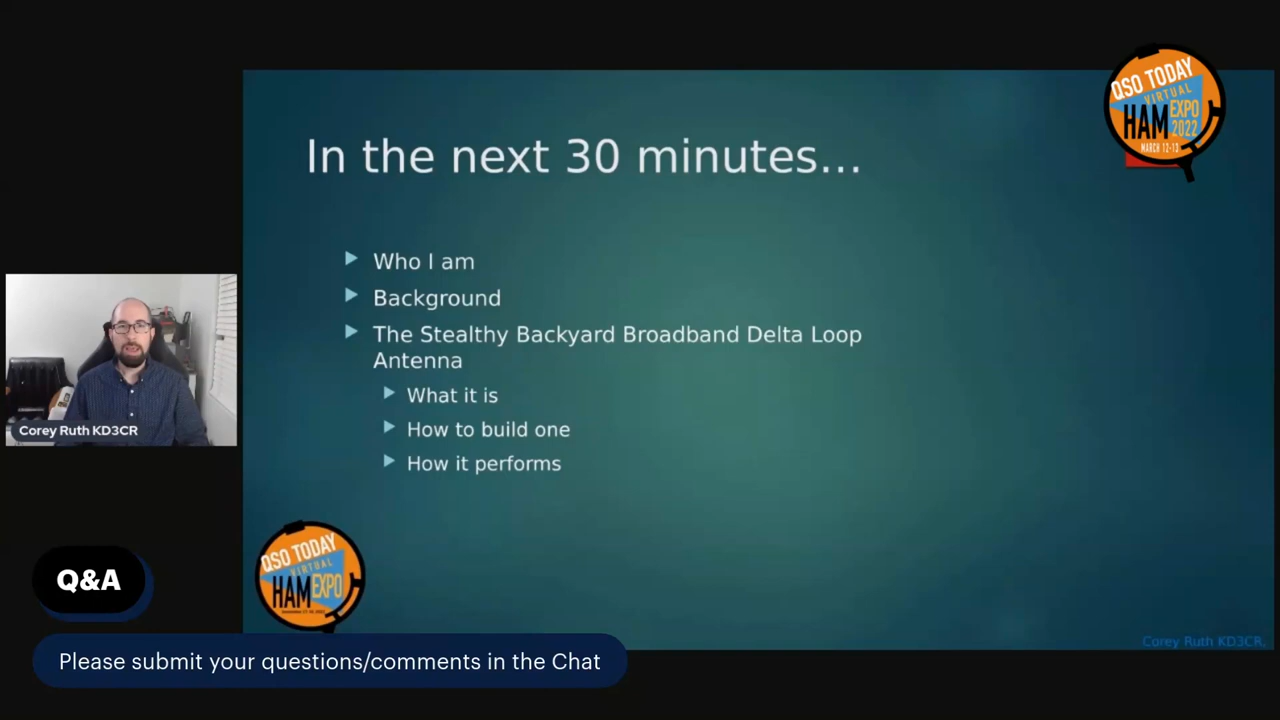 In the next 30 minutes...
QSO TODAY
VIRTUAL
HAM EXPO
2022
MARCH 12-13
Who I am
Background
The Stealthy Backyard Broadband Delta Loop
Antenna
What it is
How to build one
How it performs
Corey Ruth KD3CR
QSO TODAY
VIRTUAL
HAM EXPO
Q&A
Please submit your questions/comments in the Chat
Corey Ruth KD3CR.